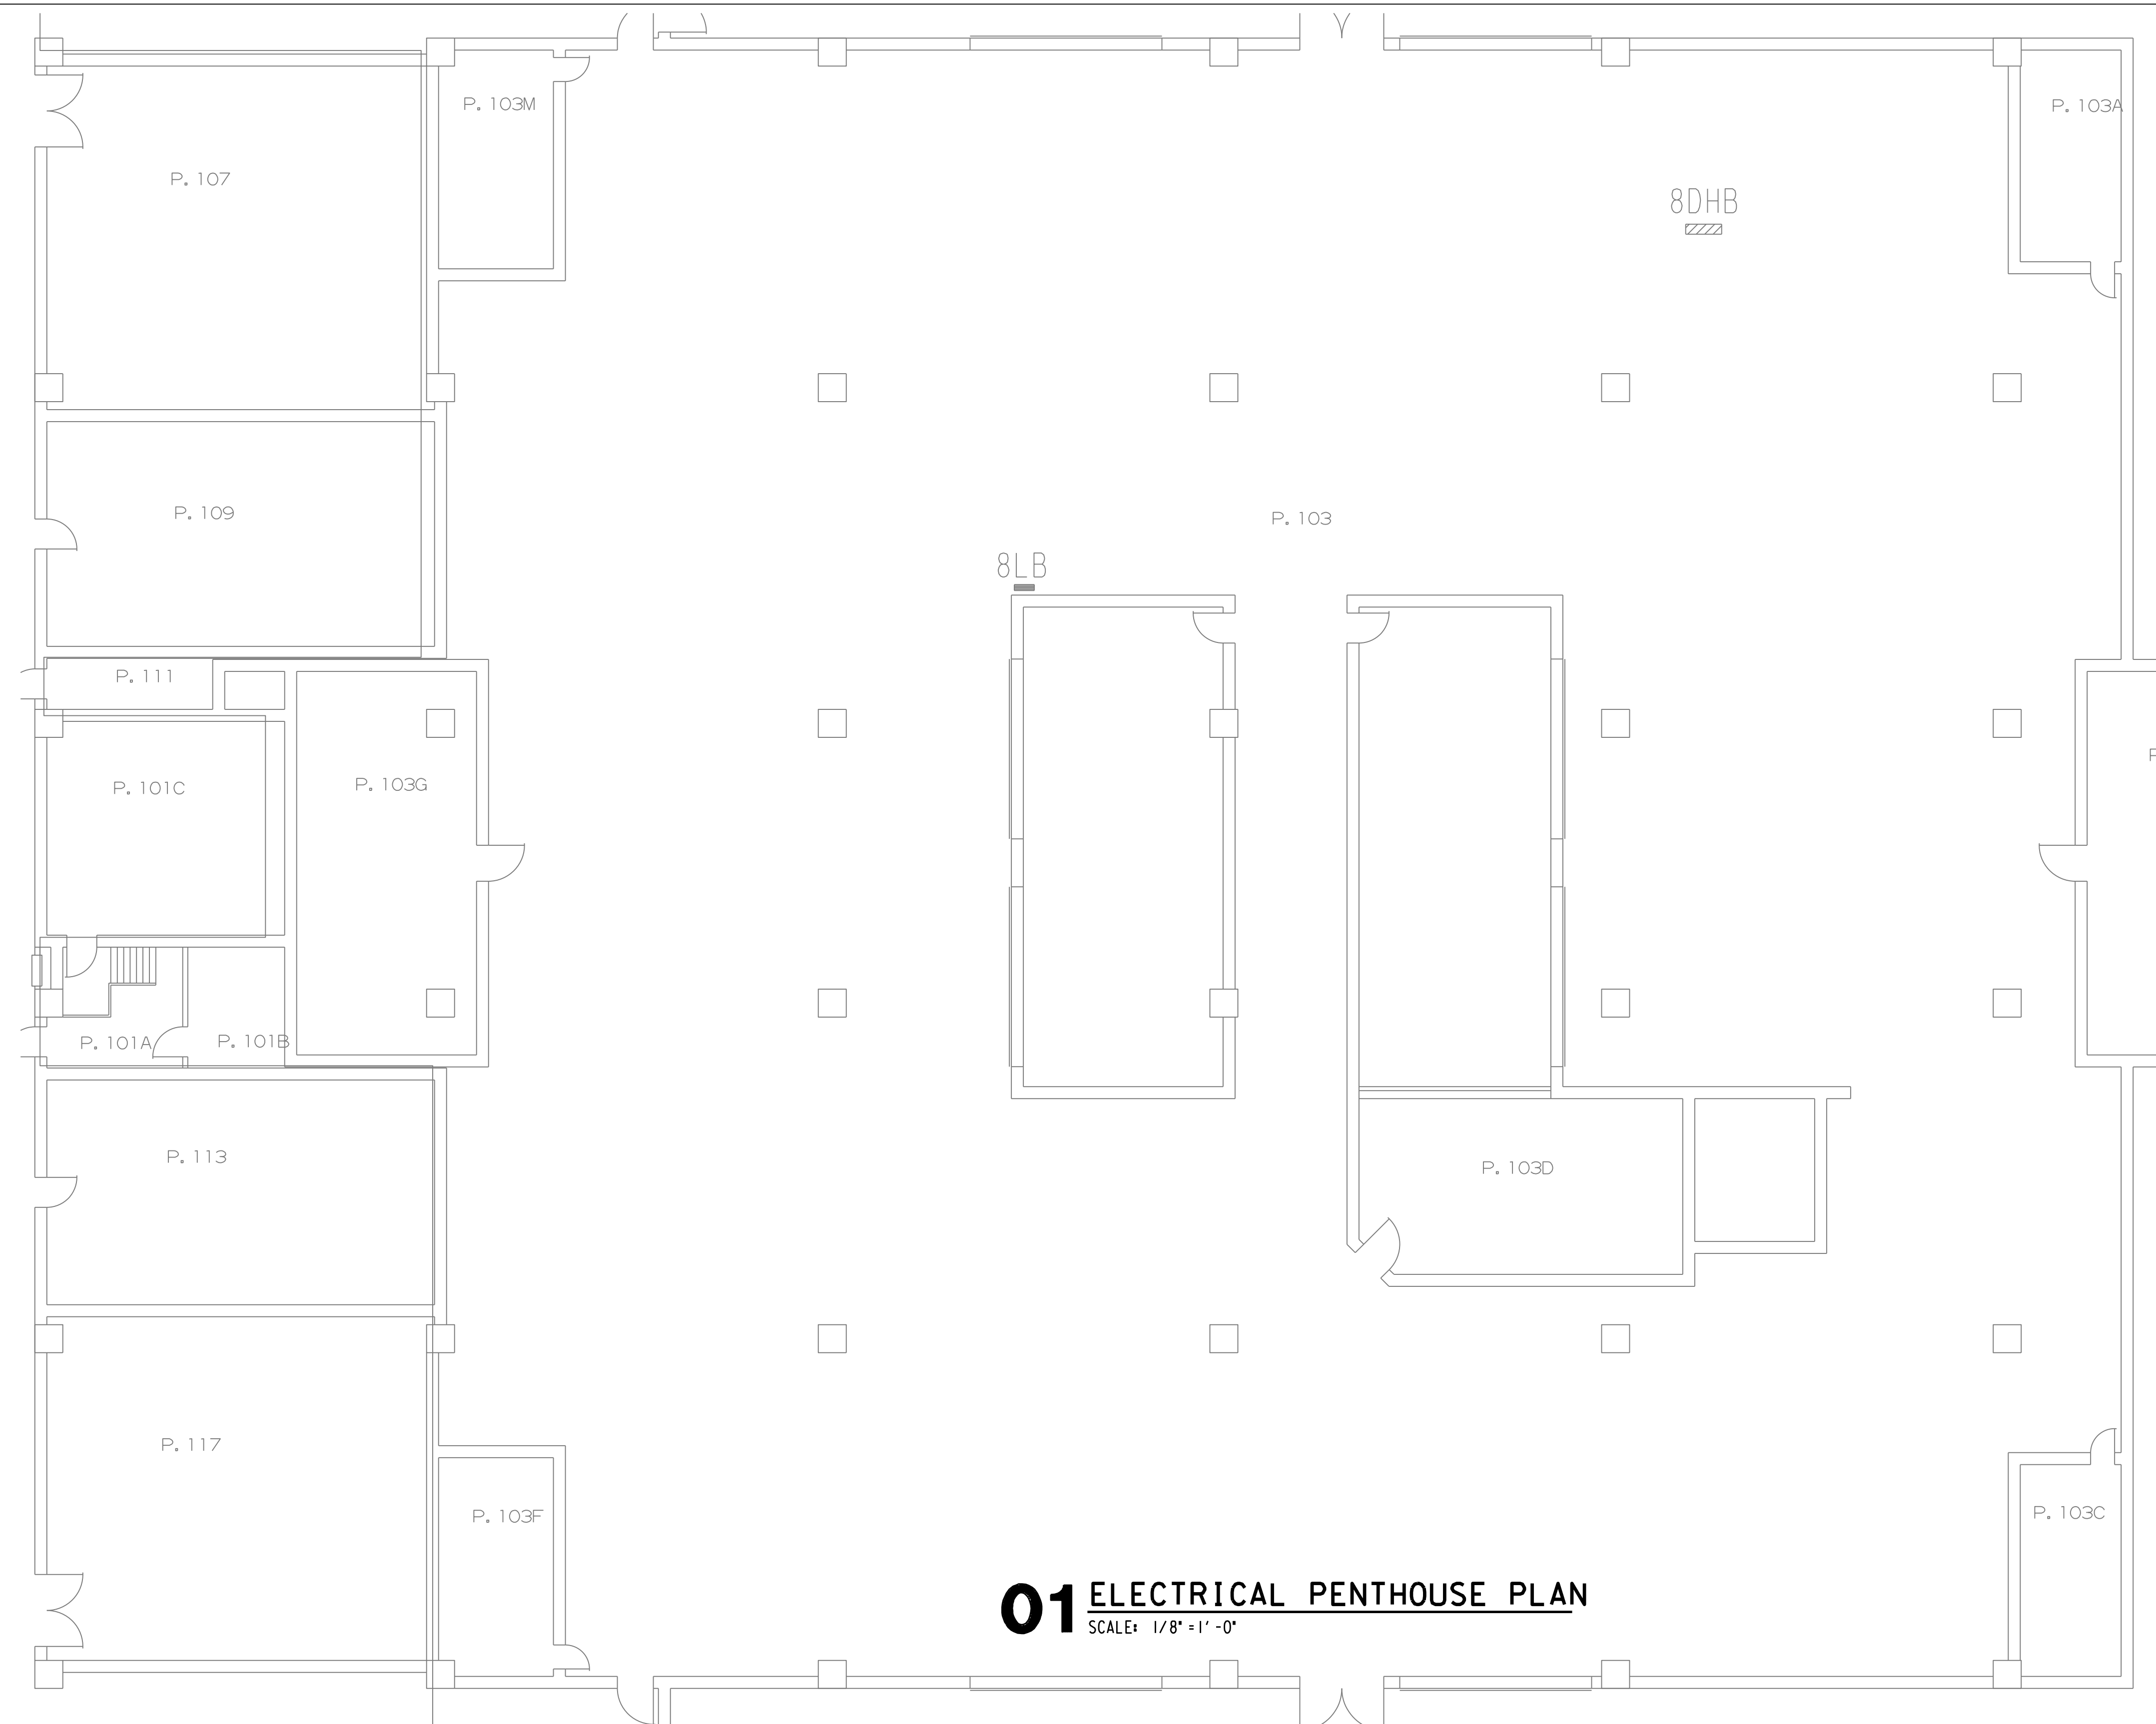 P. 103M
P. 103A
P. 107
8DHB
P. 109
P. 103
8LB
P. 111
P. 101C
P. 103G
P. 101A
P. 101B
P. 113
P. 103D
P. 117
P. 103F
P. 103C
01 ELECTRICAL PENTHOUSE PLAN
SCALE: 1/8"=1'-0"